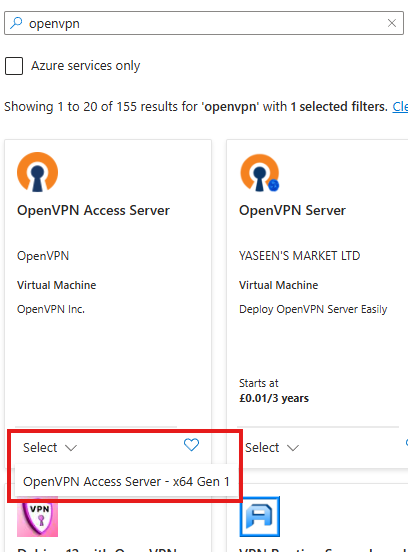 openvpn
Azure services only
Showing 1 to 20 of 155 results for 'openvpn' with 1 selected filters. Cle
OpenVPN Access Server
OpenVPN
Virtual Machine
OpenVPN Inc.
Select
OpenVPN Access Server - x64 Gen 1
OpenVPN Server
YASEEN'S MARKET LTD
Virtual Machine
Deploy OpenVPN Server Easily
Starts at
£0.01/3 years
Select
VPN